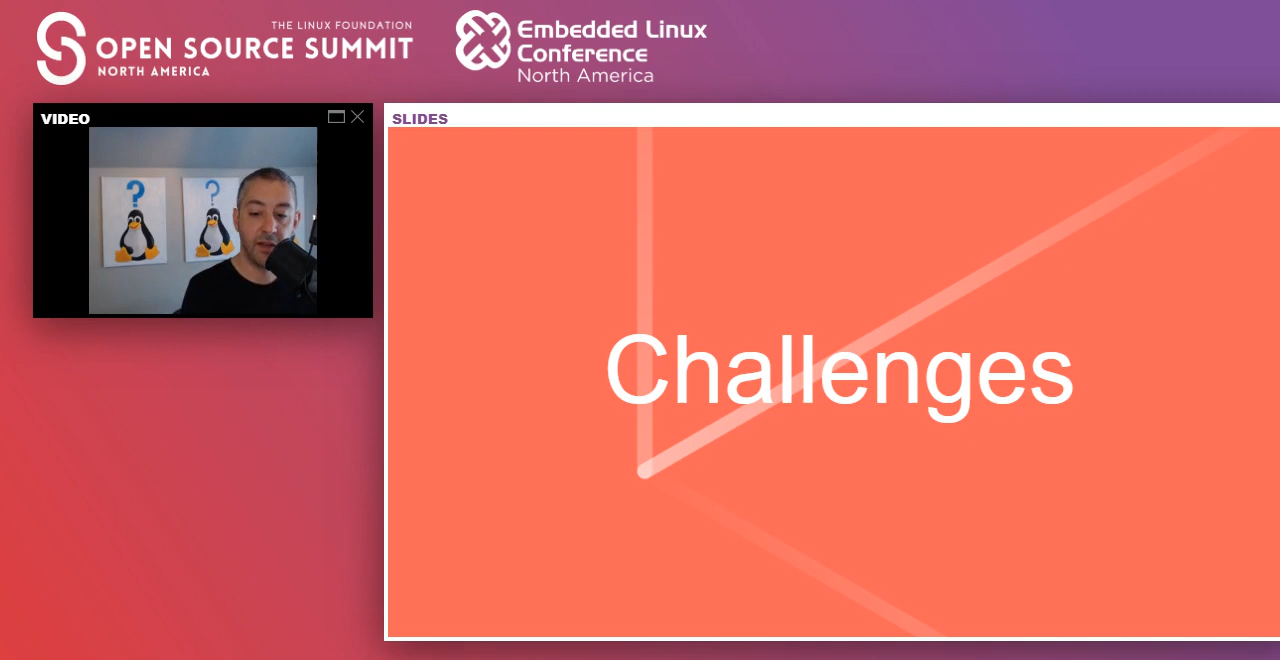 THE LINUX FOUNDATION
OPEN SOURCE SUMMIT
NORTH AMERICA
Embedded Linux
Conference
North America
VIDEO
SLIDES
?
?
Challenges